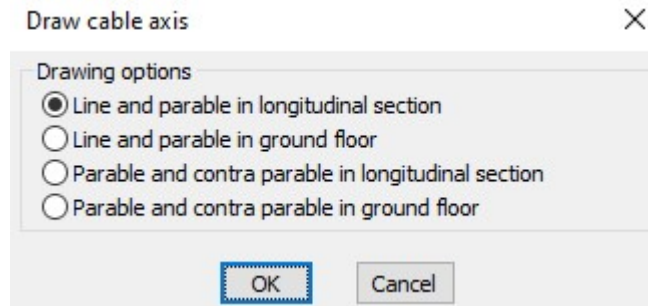 Draw cable axis
Drawing options
Line and parable in longitudinal section
Line and parable in ground floor
Parable and contra parable in longitudinal section
Parable and contra parable in ground floor
OK Cancel